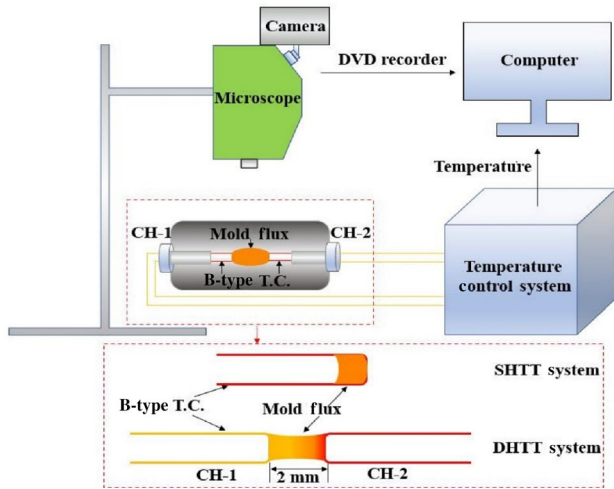 Camera
DVD recorder
Computer
Microscope
Temperature
CH-1
Mold flux
CH-2
B-type T.C.
Temperature
control system
SHTT system
B-type T.C.
Mold flux
DHTT system
CH-1
2 mm
CH-2